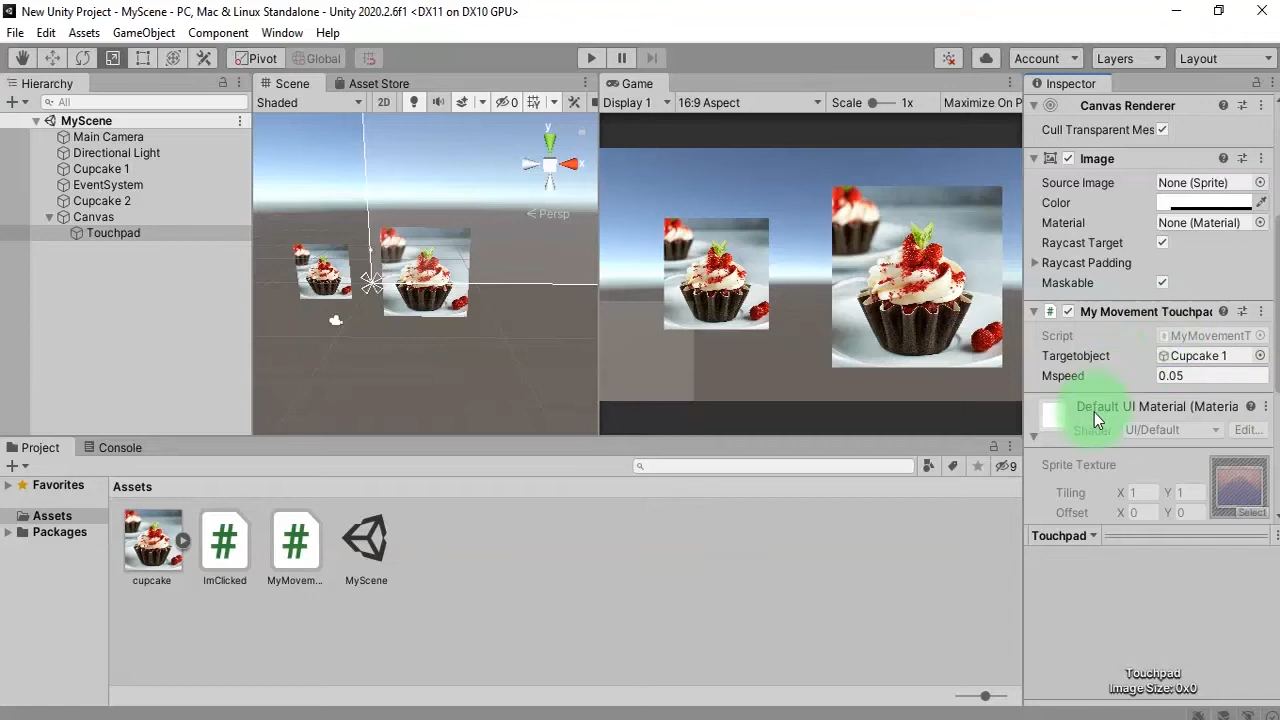 New Unity Project - MyScene - PC, Mac & Linux Standalone - Unity 2020.2.6f1 <DX11 on DX10 GPU>
File Edit Assets GameObject Component Window Help
Pivot Global Account Layers Layout
Hierarchy
All
MyScene
Main Camera
Directional Light
Cupcake 1
EventSystem
Cupcake 2
Canvas
Touchpad
Scene Asset Store
Shaded 2D 0
y
x
Persp
Game
Display 1 16:9 Aspect Scale 1x Maximize On P
Inspector
Canvas Renderer
Cull Transparent Mes
Image
Source Image None (Sprite)
Color
Material None (Material)
Raycast Target
Raycast Padding
Maskable
# My Movement Touchpad
Script MyMovementT
Targetobject Cupcake 1
Mspeed 0.05
Default UI Material (Materia
Shader UI/Default Edit...
Sprite Texture
Tiling X 1 Y 1
Offset X 0 Y 0 Select
Touchpad
Touchpad
Image Size: 0x0
Project Console
9
Favorites
Assets
Packages
Assets
# #
cupcake ImClicked MyMovem... MyScene